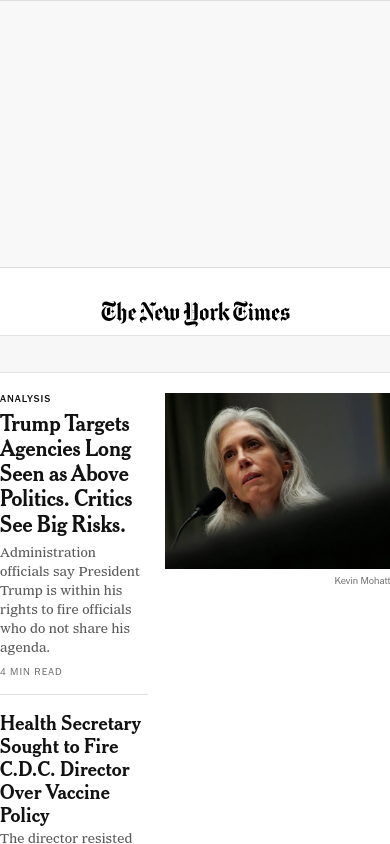 The New York Times
ANALYSIS
Trump Targets
Agencies Long
Seen as Above
Politics. Critics
See Big Risks.
Administration
officials say President
Trump is within his
rights to fire officials
who do not share his
agenda.
4 MIN READ
Kevin Mohatt
Health Secretary
Sought to Fire
C.D.C. Director
Over Vaccine
Policy
The director resisted